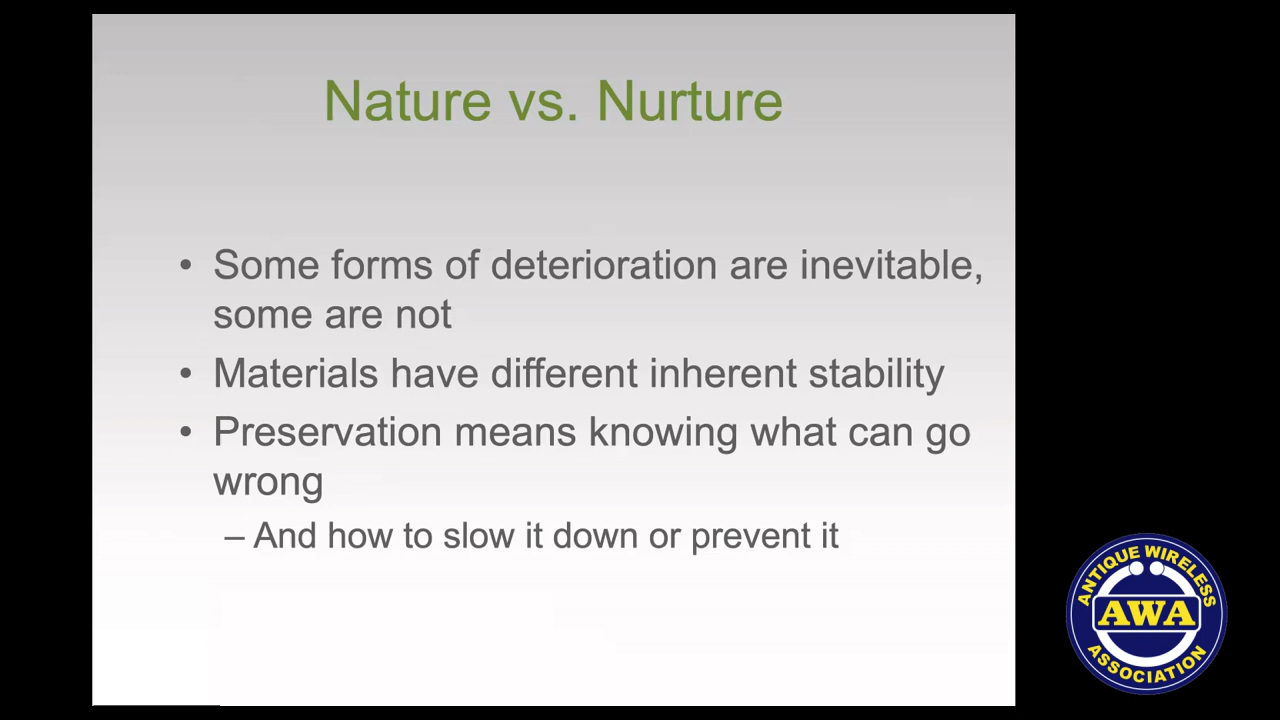 Nature vs. Nurture
• Some forms of deterioration are inevitable,
some are not
• Materials have different inherent stability
• Preservation means knowing what can go
wrong
– And how to slow it down or prevent it
ANTIQUE WIRELESS
AWA
ASSOCIATION